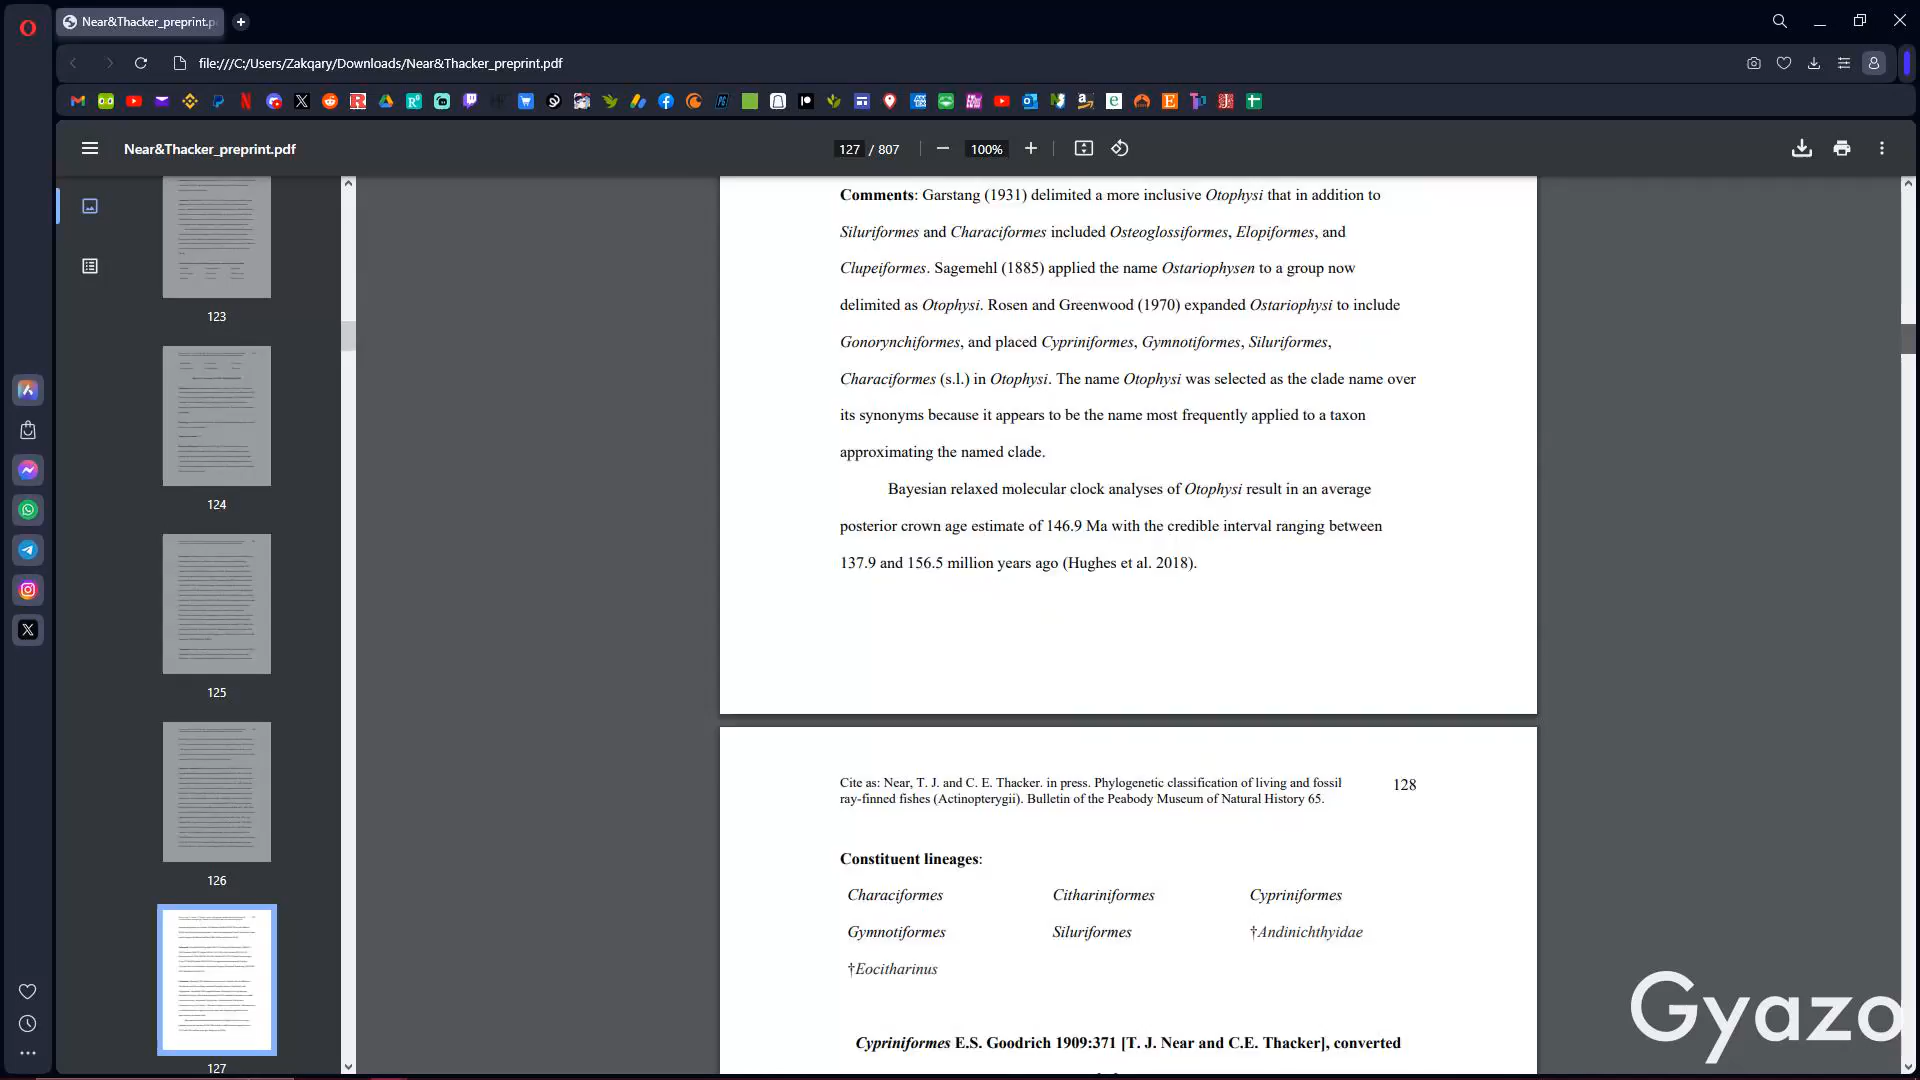 Near&Thacker_preprint.p
file:///C:/Users/Zakqary/Downloads/Near&Thacker_preprint.pdf
Near&Thacker_preprint.pdf
127 / 807
100%
123
124
125
126
127
Comments: Garstang (1931) delimited a more inclusive Otophysi that in addition to
Siluriformes and Characiformes included Osteoglossiformes, Elopiformes, and
Clupeiformes. Sagemehl (1885) applied the name Ostariophysen to a group now
delimited as Otophysi. Rosen and Greenwood (1970) expanded Ostariophysi to include
Gonorynchiformes, and placed Cypriniformes, Gymnotiformes, Siluriformes,
Characiformes (s.l.) in Otophysi. The name Otophysi was selected as the clade name over
its synonyms because it appears to be the name most frequently applied to a taxon
approximating the named clade.
Bayesian relaxed molecular clock analyses of Otophysi result in an average
posterior crown age estimate of 146.9 Ma with the credible interval ranging between
137.9 and 156.5 million years ago (Hughes et al. 2018).
Cite as: Near, T. J. and C. E. Thacker. in press. Phylogenetic classification of living and fossil
ray-finned fishes (Actinopterygii). Bulletin of the Peabody Museum of Natural History 65.
128
Constituent lineages:
Characiformes Cithariniformes Cypriniformes
Gymnotiformes Siluriformes †Andinichthyidae
†Eocitharinus
Cypriniformes E.S. Goodrich 1909:371 [T. J. Near and C.E. Thacker], converted
Gyazo